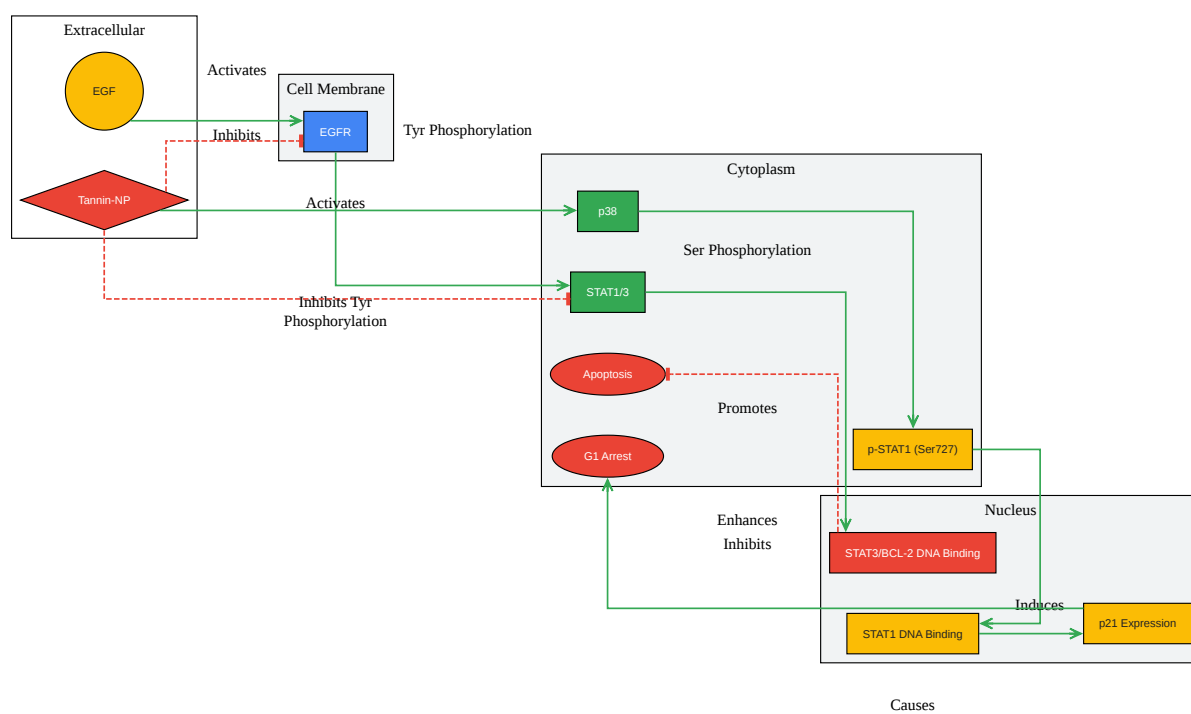 Extracellular
EGF
Activates
Cell Membrane
EGFR
Tyr Phosphorylation
Inhibits
Tannin-NP
Activates
Cytoplasm
p38
Ser Phosphorylation
STAT1/3
Inhibits Tyr
Phosphorylation
Apoptosis
Promotes
G1 Arrest
p-STAT1 (Ser727)
Nucleus
Enhances
Inhibits
STAT3/BCL-2 DNA Binding
Induces
p21 Expression
STAT1 DNA Binding
Causes